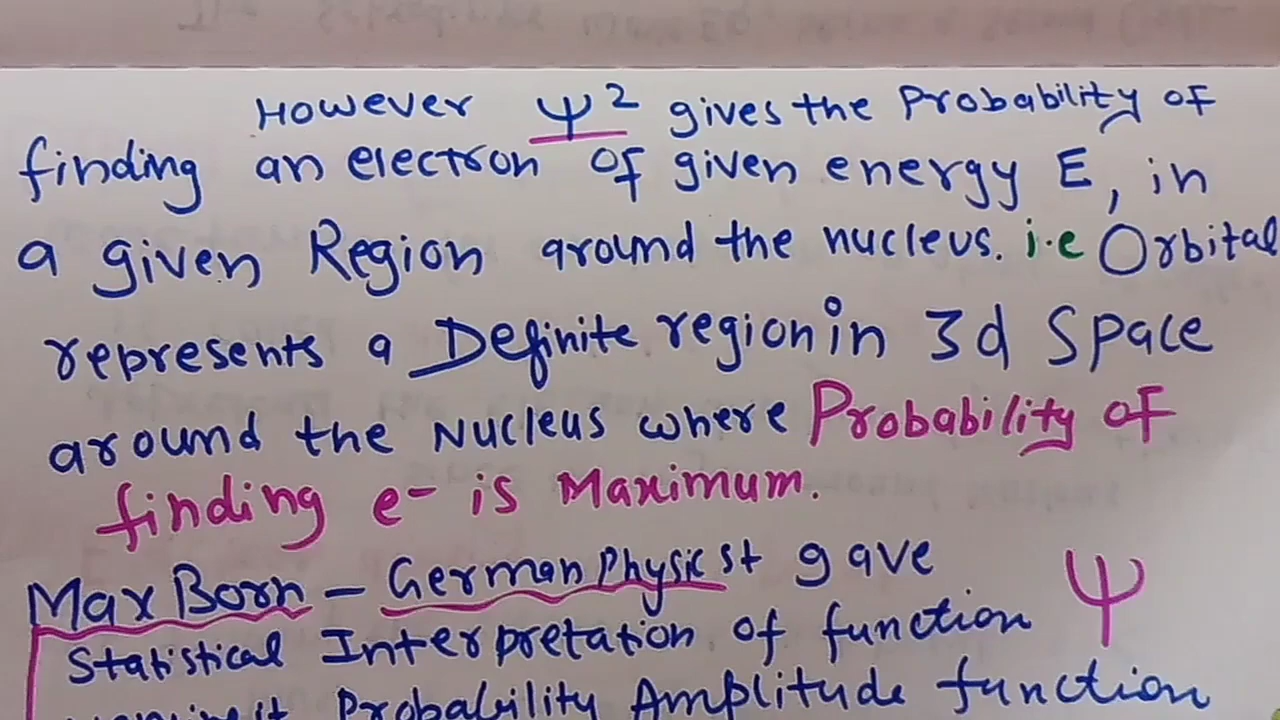 However Ψ² gives the Probability of
finding an electron of given energy E, in
a given Region around the nucleus. i.e Orbital
represents a Definite region in 3d Space
around the Nucleus where Probability of
finding e- is Maximum.
Max Born - German Physicst gave
Statistical Interpretation of function Ψ
it Probability Amplitude function